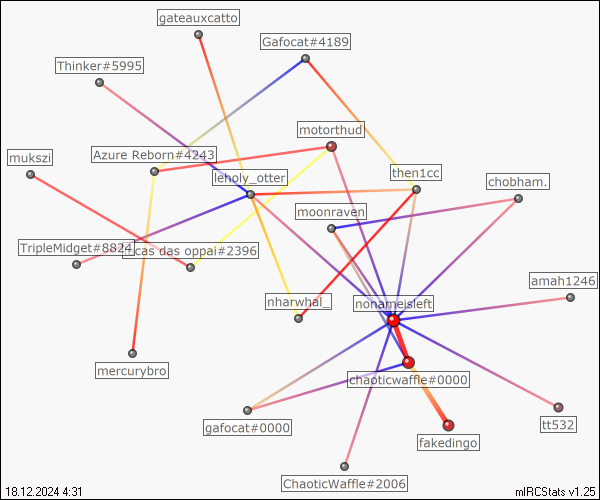 gateauxcatto
Gafocat#4189
Thinker#5995
motorthud
mukszi
Azure Reborn#4243
then1cc
leholy_otter
chobham.
moonraven
TripleMidget#8824
das oppai#2396
amah1246
nharwhal_
nonameisleft
mercurybro
chaoticwaffle#0000
gafocat#0000
tt532
fakedingo
ChaoticWaffle#2006
18.12.2024 4:31
mIRCStats v1.25